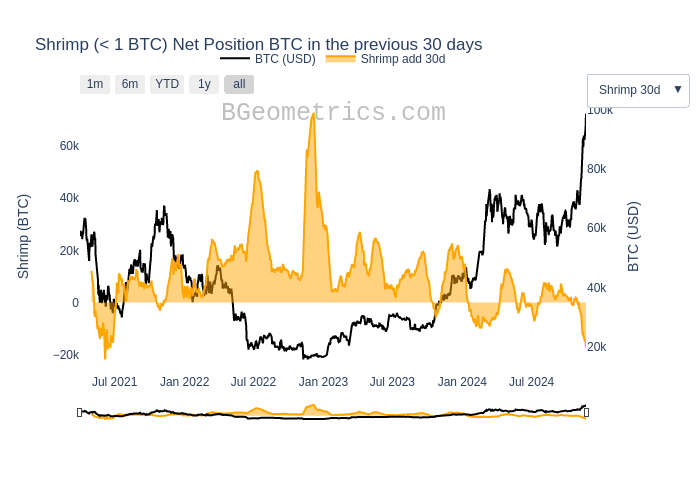 Shrimp (< 1 BTC) Net Position BTC in the previous 30 days
BTC (USD) Shrimp add 30d
1m 6m YTD 1y all
Shrimp 30d ▼
BGeometrics.com
100k
80k
60k
40k
20k
BTC (USD)
60k
40k
20k
0
−20k
Shrimp (BTC)
Jul 2021 Jan 2022 Jul 2022 Jan 2023 Jul 2023 Jan 2024 Jul 2024